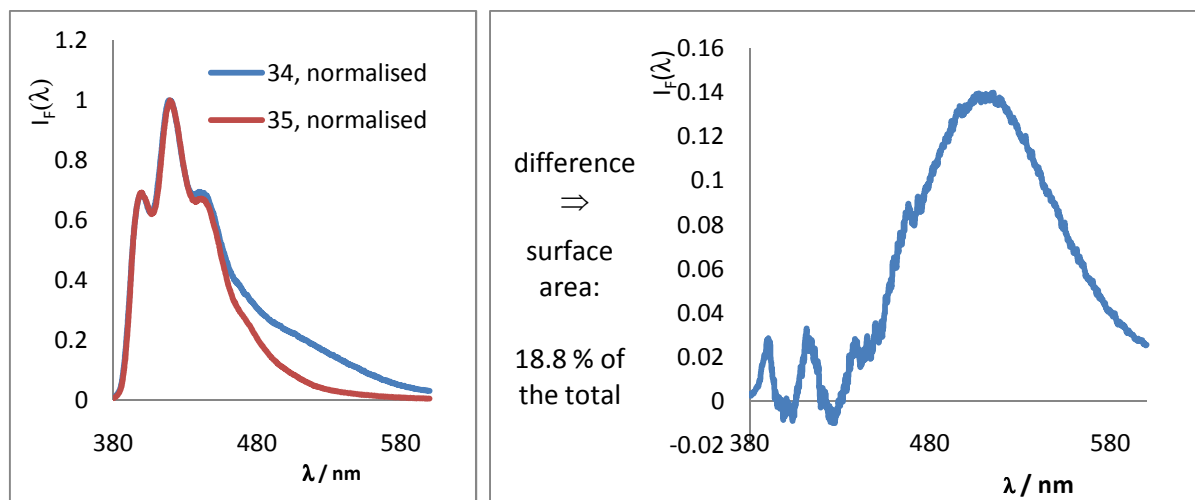 1.2
1
0.8
0.6
0.4
0.2
0
I_F(λ)
34, normalised
35, normalised
380
480
580
λ / nm
difference
⇒
surface
area:
18.8 % of
the total
0.16
0.14
0.12
0.1
0.08
0.06
0.04
0.02
0
-0.02
I_F(λ)
380
480
580
λ / nm